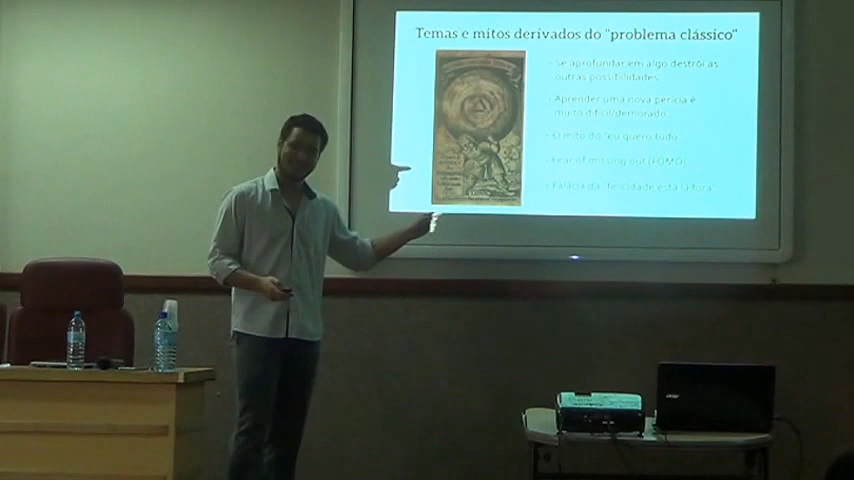 Temas e mitos derivados do "problema clássico"
- Se aprofundar em algo destrói as
outras possibilidades
- Aprender uma nova perícia é
muito difícil/demorado
- O mito do "eu quero tudo
- Fear of missing out (FOMO)
- Falácia da "felicidade está lá fora"
acer